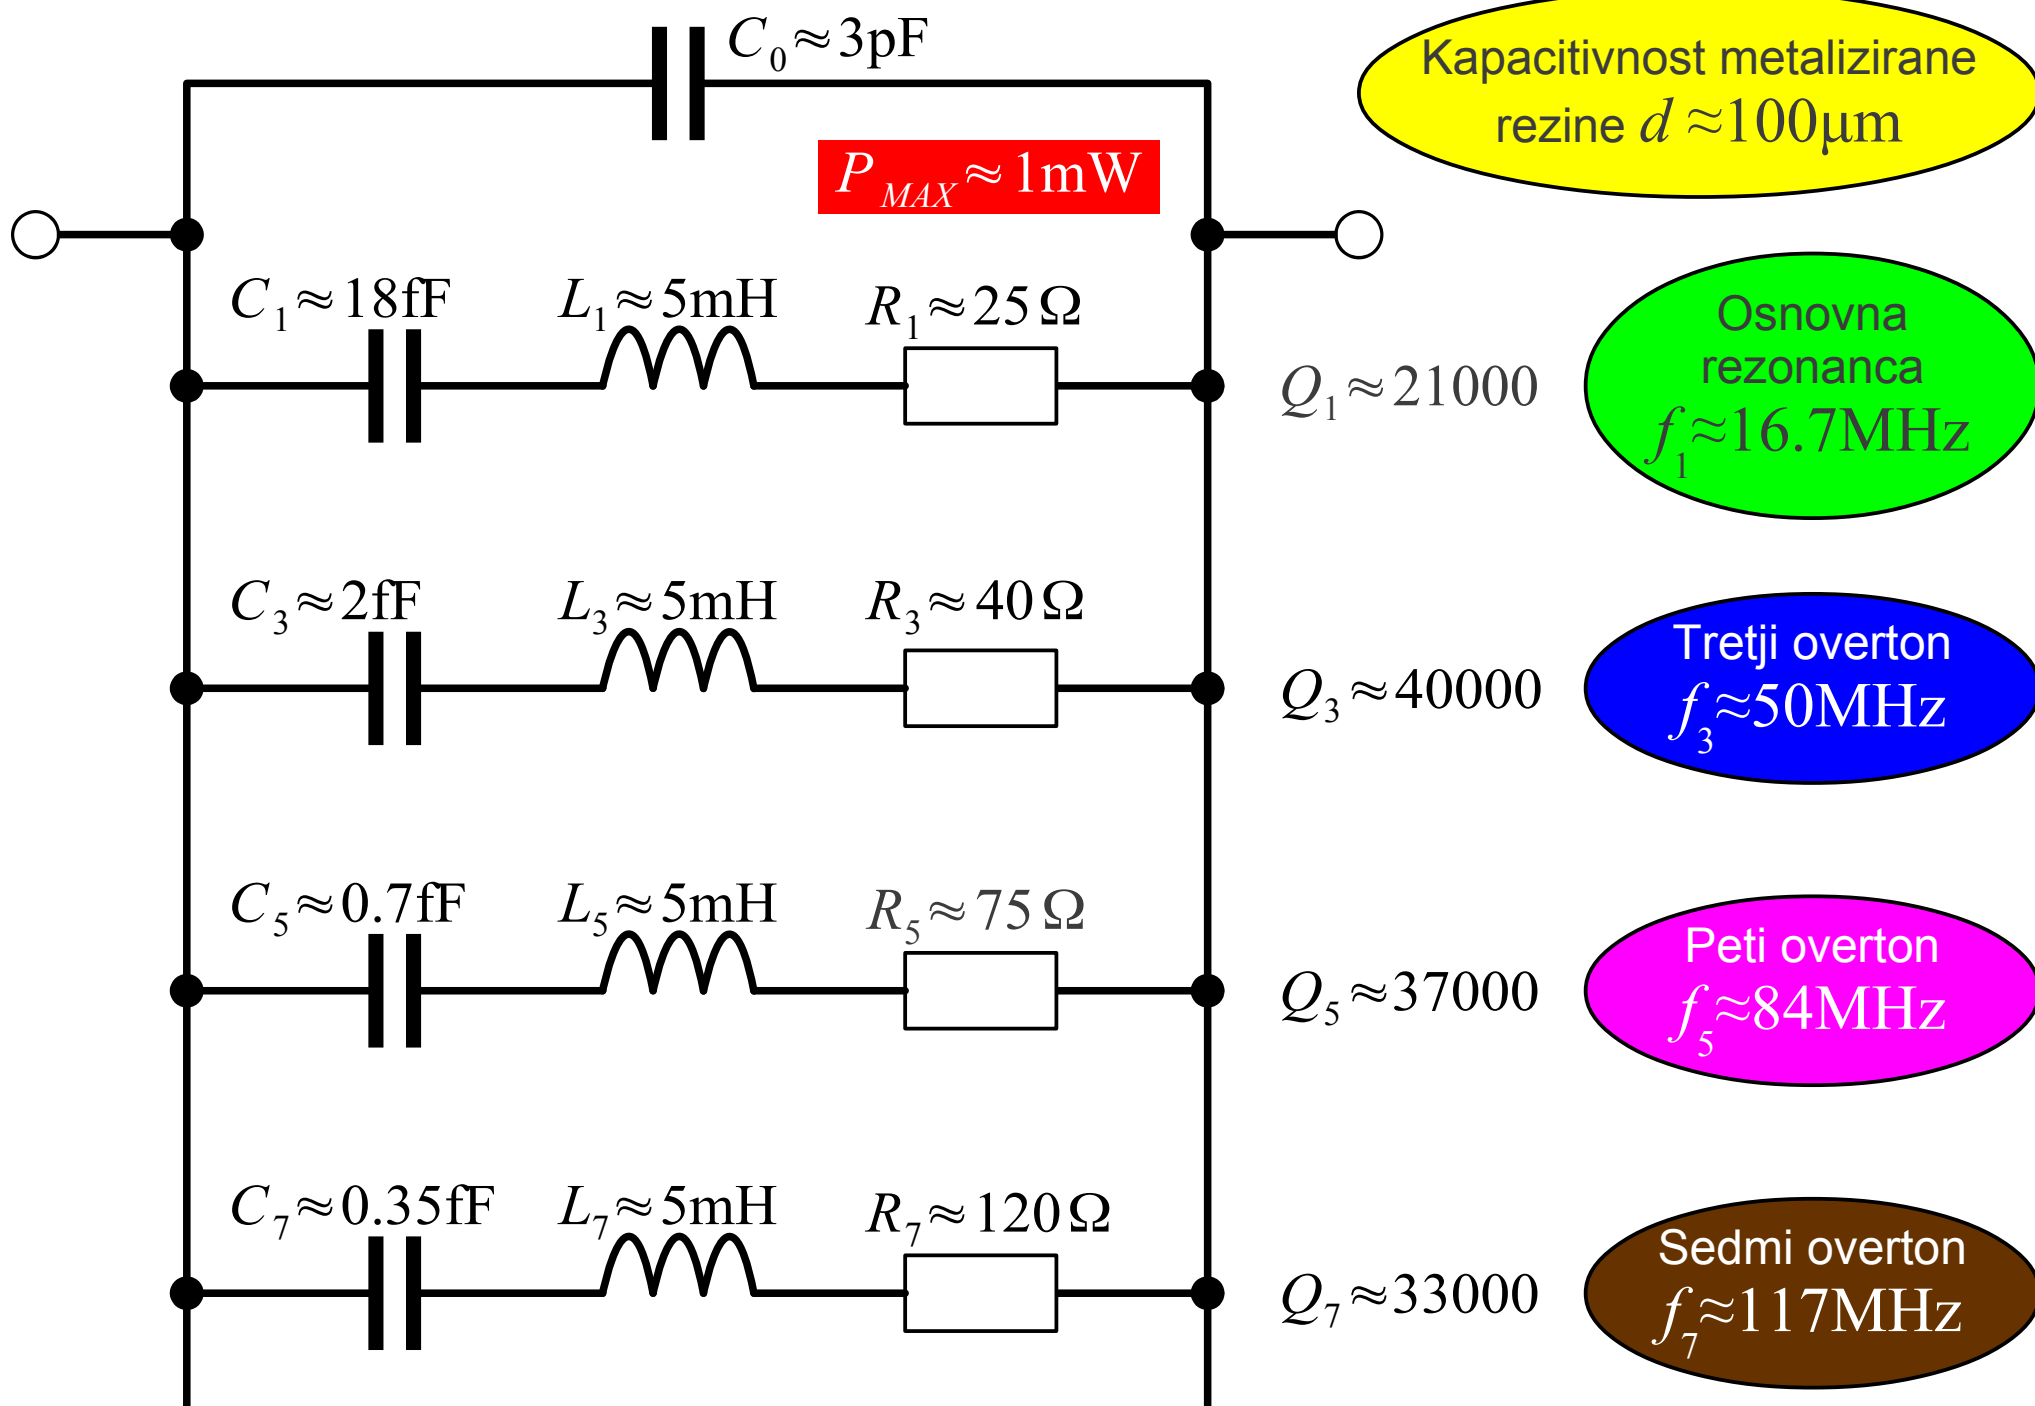 C₀≈3pF
Kapacitivnost metalizirane
rezine d≈100μm
P_MAX≈1mW
C₁≈18fF L₁≈5mH R₁≈25Ω
Q₁≈21000
Osnovna
rezonanca
f₁≈16.7MHz
C₃≈2fF L₃≈5mH R₃≈40Ω
Q₃≈40000
Tretji overton
f₃≈50MHz
C₅≈0.7fF L₅≈5mH R₅≈75Ω
Q₅≈37000
Peti overton
f₅≈84MHz
C₇≈0.35fF L₇≈5mH R₇≈120Ω
Q₇≈33000
Sedmi overton
f₇≈117MHz